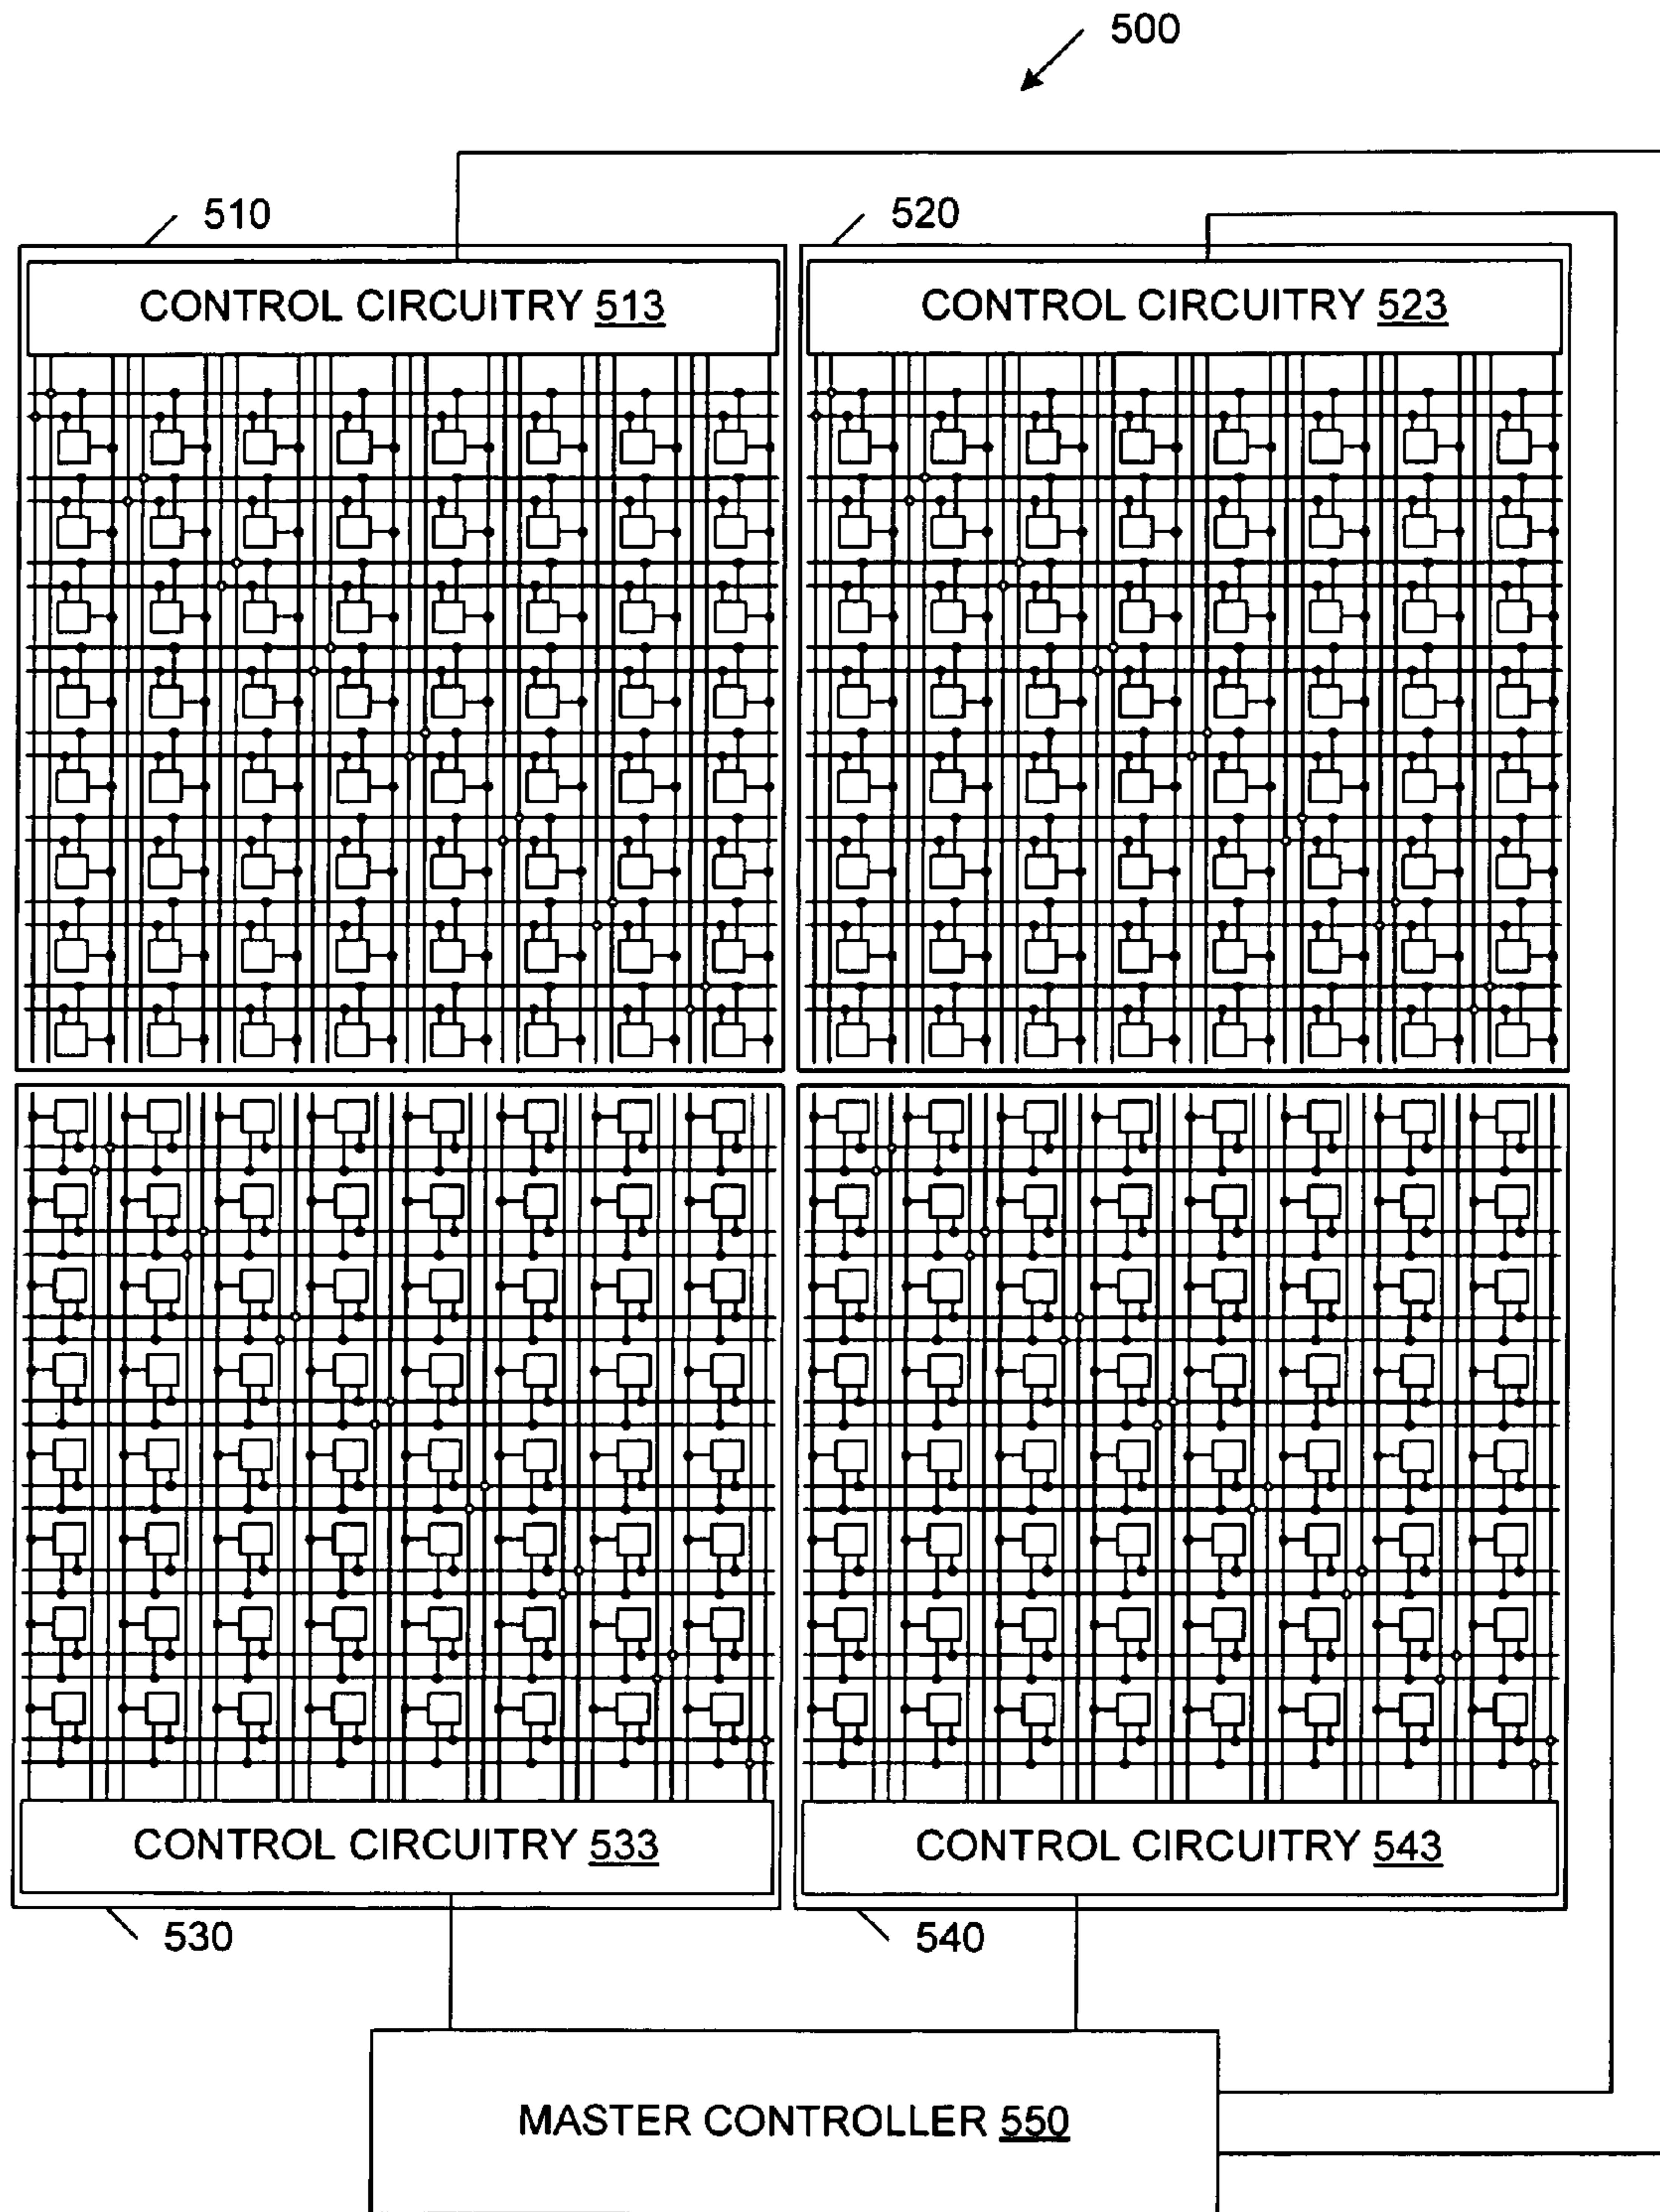 500
510
520
CONTROL CIRCUITRY 513
CONTROL CIRCUITRY 523
CONTROL CIRCUITRY 533
CONTROL CIRCUITRY 543
530
540
MASTER CONTROLLER 550